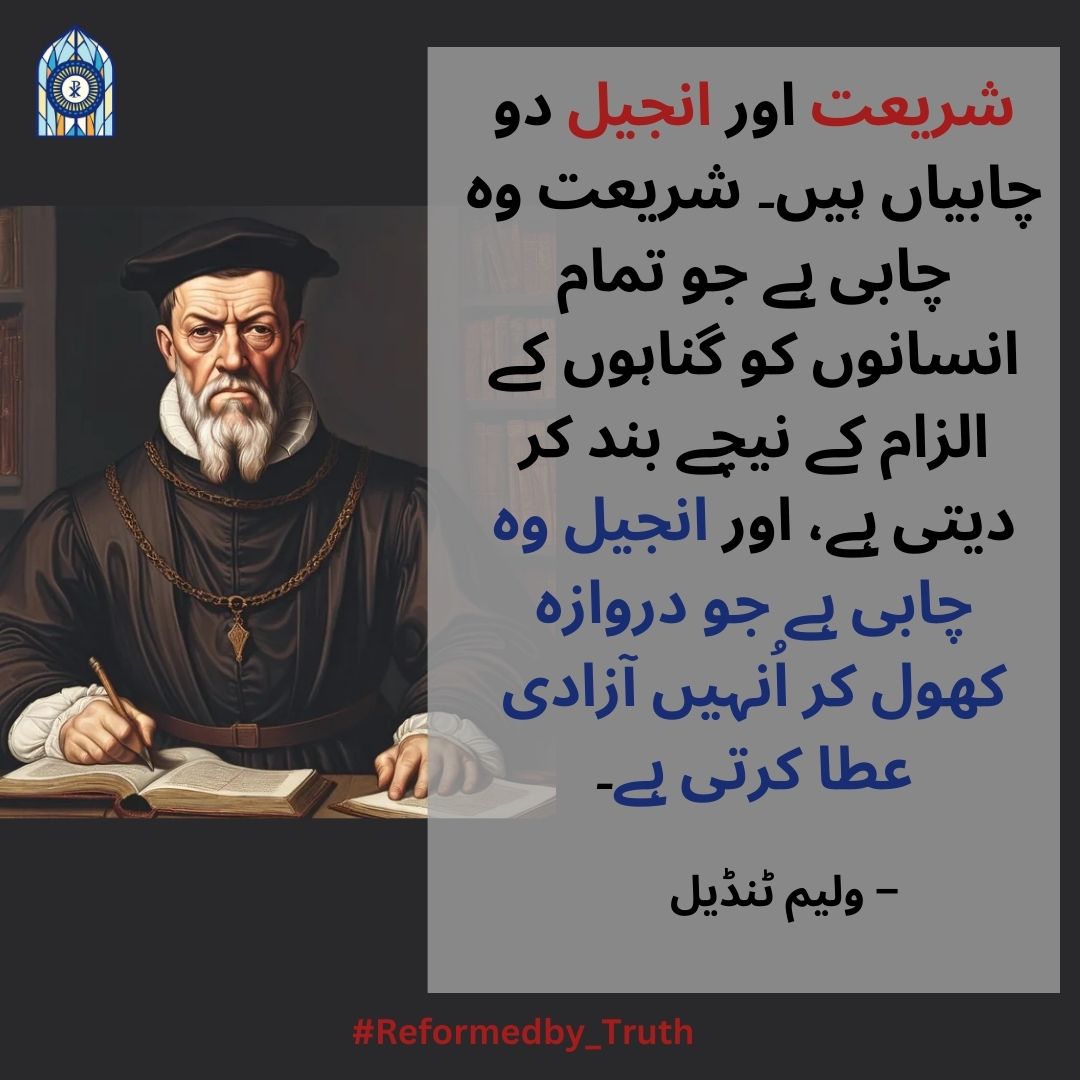 شریعت اور انجیل دو
چابیاں ہیں۔ شریعت وہ
چابی ہے جو تمام
انسانوں کو گناہوں کے
الزام کے نیچے بند کر
دیتی ہے، اور انجیل وہ
چابی ہے جو دروازہ
کھول کر اُنہیں آزادی
عطا کرتی ہے۔
– ولیم ٹنڈیل
#Reformedby_Truth